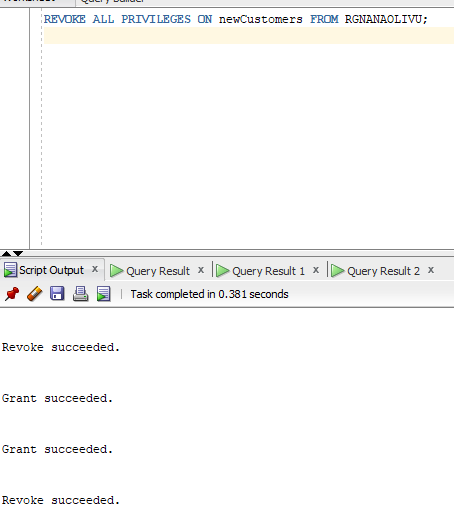 Worksheet Query Builder
REVOKE ALL PRIVILEGES ON newCustomers FROM RGNANAOLIVU;
Script Output x Query Result x Query Result 1 x Query Result 2 x
Task completed in 0.381 seconds
Revoke succeeded.
Grant succeeded.
Grant succeeded.
Revoke succeeded.